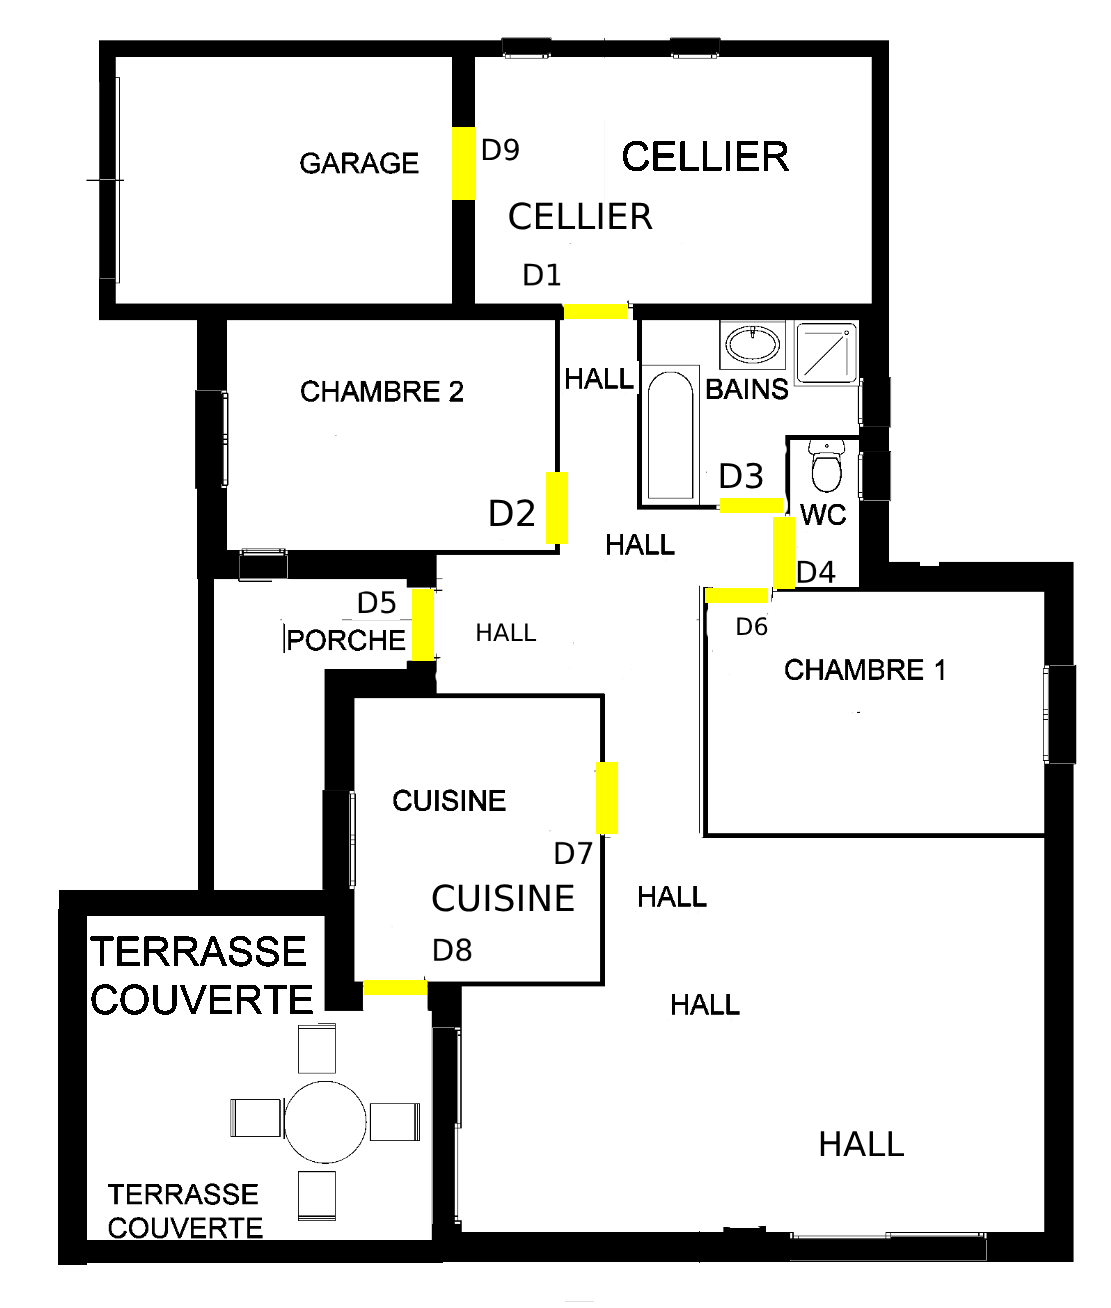 D9
GARAGE
CELLIER
CELLIER
D1
HALL
CHAMBRE 2
BAINS
D3
D2
WC
HALL
D4
D5
D6
HALL
PORCHE
CHAMBRE 1
CUISINE
D7
CUISINE
HALL
D8
TERRASSE
COUVERTE
HALL
HALL
TERRASSE
COUVERTE